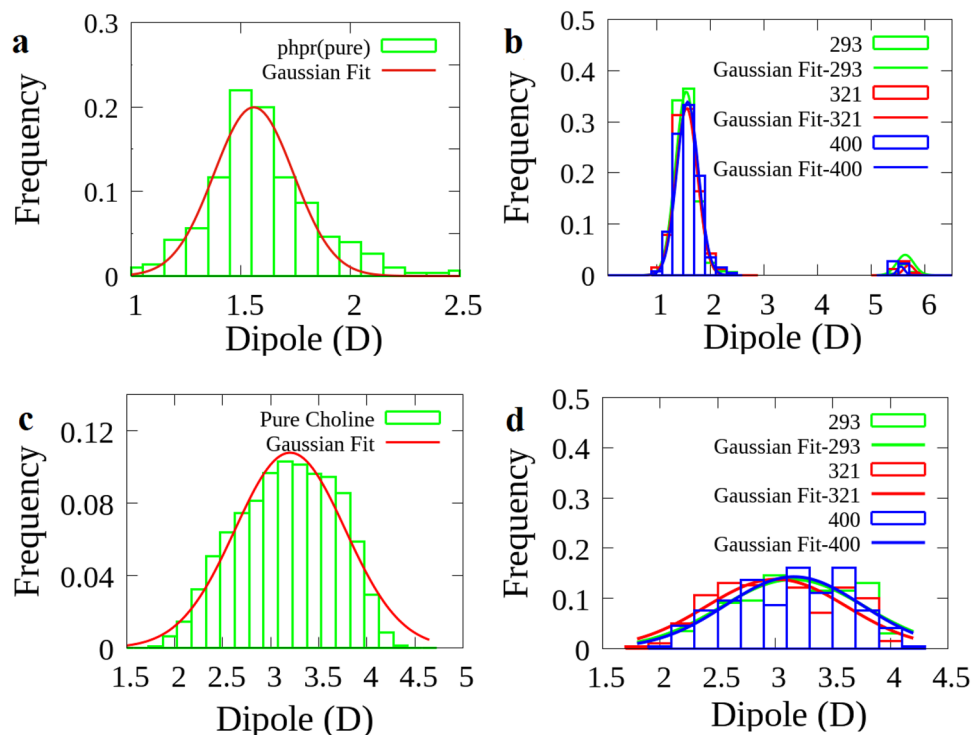 a
0.3
0.2
0.1
0
Frequency
phpr(pure)
Gaussian Fit
1
1.5
2
2.5
Dipole (D)
b
0.5
0.4
0.3
0.2
0.1
0
Frequency
293
Gaussian Fit-293
321
Gaussian Fit-321
400
Gaussian Fit-400
1 2 3 4 5 6
Dipole (D)
c
0.12
0.08
0.04
0
Frequency
Pure Choline
Gaussian Fit
1.5 2 2.5 3 3.5 4 4.5 5
Dipole (D)
d
0.5
0.4
0.3
0.2
0.1
0
Frequency
293
Gaussian Fit-293
321
Gaussian Fit-321
400
Gaussian Fit-400
1.5 2 2.5 3 3.5 4 4.5
Dipole (D)